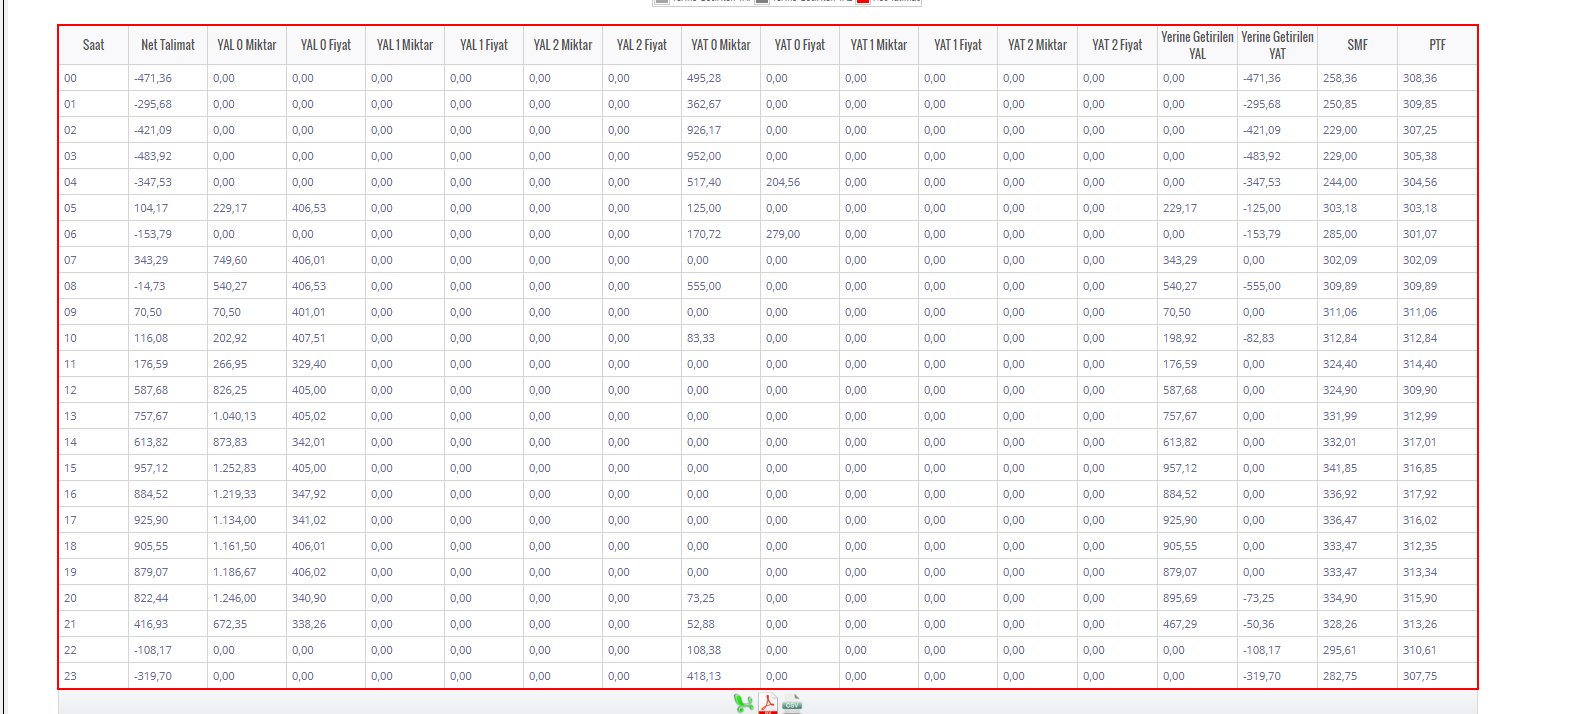 Saat Net Talimat YAL 0 Miktar YAL 0 Fiyat YAL 1 Miktar YAL 1 Fiyat YAL 2 Miktar YAL 2 Fiyat YAT 0 Miktar YAT 0 Fiyat YAT 1 Miktar YAT 1 Fiyat YAT 2 Miktar YAT 2 Fiyat Yerine Getirilen YAL Yerine Getirilen YAT SMF PTF
00 -471,36 0,00 0,00 0,00 0,00 0,00 0,00 495,28 0,00 0,00 0,00 0,00 0,00 0,00 -471,36 258,36 308,36
01 -295,68 0,00 0,00 0,00 0,00 0,00 0,00 362,67 0,00 0,00 0,00 0,00 0,00 0,00 -295,68 250,85 309,85
02 -421,09 0,00 0,00 0,00 0,00 0,00 0,00 926,17 0,00 0,00 0,00 0,00 0,00 0,00 -421,09 229,00 307,25
03 -483,92 0,00 0,00 0,00 0,00 0,00 0,00 952,00 0,00 0,00 0,00 0,00 0,00 0,00 -483,92 229,00 305,38
04 -347,53 0,00 0,00 0,00 0,00 0,00 0,00 517,40 204,56 0,00 0,00 0,00 0,00 0,00 -347,53 244,00 304,56
05 104,17 229,17 406,53 0,00 0,00 0,00 0,00 125,00 0,00 0,00 0,00 0,00 0,00 229,17 -125,00 303,18 303,18
06 -153,79 0,00 0,00 0,00 0,00 0,00 0,00 170,72 279,00 0,00 0,00 0,00 0,00 0,00 -153,79 285,00 301,07
07 343,29 749,60 406,01 0,00 0,00 0,00 0,00 0,00 0,00 0,00 0,00 0,00 0,00 343,29 0,00 302,09 302,09
08 -14,73 540,27 406,53 0,00 0,00 0,00 0,00 555,00 0,00 0,00 0,00 0,00 0,00 540,27 -555,00 309,89 309,89
09 70,50 70,50 401,01 0,00 0,00 0,00 0,00 0,00 0,00 0,00 0,00 0,00 0,00 70,50 0,00 311,06 311,06
10 116,08 202,92 407,51 0,00 0,00 0,00 0,00 83,33 0,00 0,00 0,00 0,00 0,00 198,92 -82,83 312,84 312,84
11 176,59 266,95 329,40 0,00 0,00 0,00 0,00 0,00 0,00 0,00 0,00 0,00 0,00 176,59 0,00 324,40 314,40
12 587,68 826,25 405,00 0,00 0,00 0,00 0,00 0,00 0,00 0,00 0,00 0,00 0,00 587,68 0,00 324,90 309,90
13 757,67 1.040,13 405,02 0,00 0,00 0,00 0,00 0,00 0,00 0,00 0,00 0,00 0,00 757,67 0,00 331,99 312,99
14 613,82 873,83 342,01 0,00 0,00 0,00 0,00 0,00 0,00 0,00 0,00 0,00 0,00 613,82 0,00 332,01 317,01
15 957,12 1.252,83 405,00 0,00 0,00 0,00 0,00 0,00 0,00 0,00 0,00 0,00 0,00 957,12 0,00 341,85 316,85
16 884,52 1.219,33 347,92 0,00 0,00 0,00 0,00 0,00 0,00 0,00 0,00 0,00 0,00 884,52 0,00 336,92 317,92
17 925,90 1.134,00 341,02 0,00 0,00 0,00 0,00 0,00 0,00 0,00 0,00 0,00 0,00 925,90 0,00 336,47 316,02
18 905,55 1.161,50 406,01 0,00 0,00 0,00 0,00 0,00 0,00 0,00 0,00 0,00 0,00 905,55 0,00 333,47 312,35
19 879,07 1.186,67 406,02 0,00 0,00 0,00 0,00 0,00 0,00 0,00 0,00 0,00 0,00 879,07 0,00 333,47 313,34
20 822,44 1.246,00 340,90 0,00 0,00 0,00 0,00 73,25 0,00 0,00 0,00 0,00 0,00 895,69 -73,25 334,90 315,90
21 416,93 672,35 338,26 0,00 0,00 0,00 0,00 52,88 0,00 0,00 0,00 0,00 0,00 467,29 -50,36 328,26 313,26
22 -108,17 0,00 0,00 0,00 0,00 0,00 0,00 108,38 0,00 0,00 0,00 0,00 0,00 0,00 -108,17 295,61 310,61
23 -319,70 0,00 0,00 0,00 0,00 0,00 0,00 418,13 0,00 0,00 0,00 0,00 0,00 0,00 -319,70 282,75 307,75
CSV